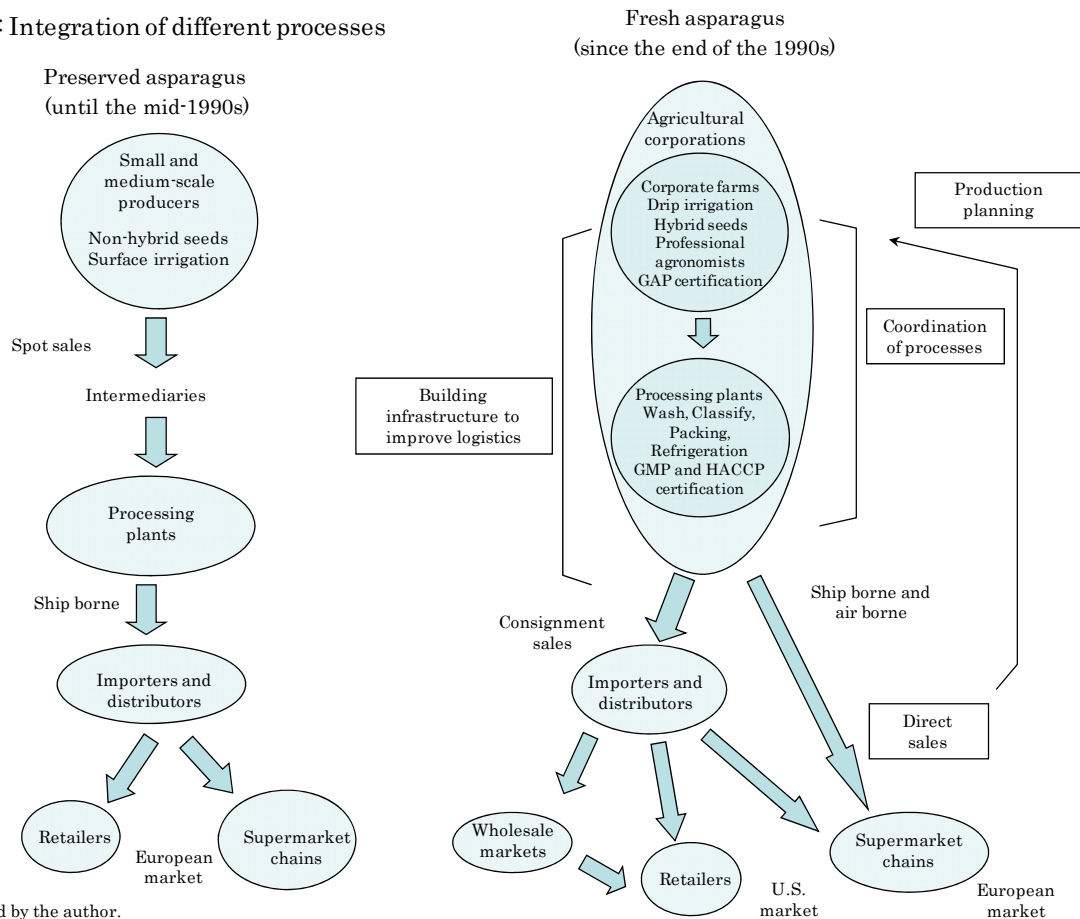 : Integration of different processes
Preserved asparagus
(until the mid-1990s)
Small and
medium-scale
producers
Non-hybrid seeds
Surface irrigation
Spot sales
Intermediaries
Processing
plants
Ship borne
Importers and
distributors
Retailers
European
market
Supermarket
chains
Fresh asparagus
(since the end of the 1990s)
Agricultural
corporations
Corporate farms
Drip irrigation
Hybrid seeds
Professional
agronomists
GAP certification
Processing plants
Wash, Classify,
Packing,
Refrigeration
GMP and HACCP
certification
Building
infrastructure to
improve logistics
Production
planning
Coordination
of processes
Consignment
sales
Ship borne and
air borne
Importers and
distributors
Direct
sales
Wholesale
markets
Retailers
U.S.
market
Supermarket
chains
European
market
d by the author.